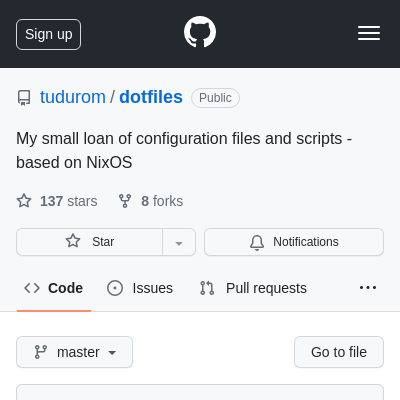 Sign up
tudurom / dotfiles Public
My small loan of configuration files and scripts -
based on NixOS
137 stars 8 forks
Star Notifications
Code Issues Pull requests
master Go to file